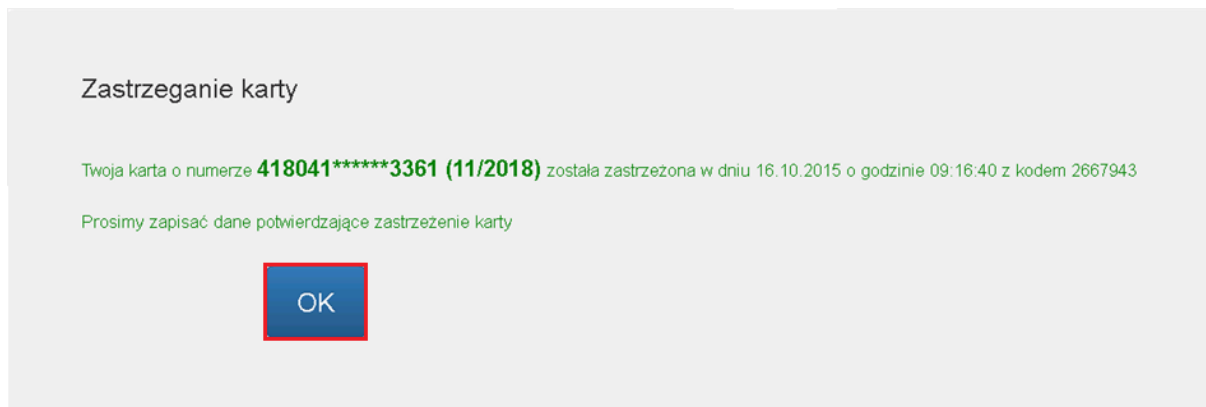 Zastrzeganie karty
Twoja karta o numerze 418041******3361 (11/2018) została zastrzeżona w dniu 16.10.2015 o godzinie 09:16:40 z kodem 2667943
Prosimy zapisać dane potwierdzające zastrzeżenie karty
OK